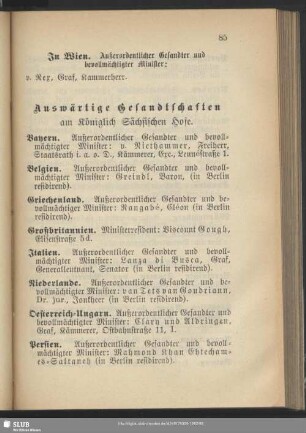 85
In Wien. Außerordentlicher Gesandter und
bevollmächtigter Minister:
v. Rex, Graf, Kammerherr.
Auswärtige Gesandtschaften
am Königlich Sächsischen Hofe.
Bayern. Außerordentlicher Gesandter und bevoll-
mächtigter Minister: v. Niethammer, Freiherr,
Staatsrath i. a. o. D., Kämmerer, Exc., Lennéstraße 1.
Belgien. Außerordentlicher Gesandter und bevoll-
mächtigter Minister: Greindl, Baron, (in Berlin
residirend).
Griechenland. Außerordentlicher Gesandter und be-
vollmächtigter Minister: Rangabé, Cléon (in Berlin
residirend).
Großbritannien. Ministerresident: Viscount Gough,
Elisenstraße 5d.
Italien. Außerordentlicher Gesandter und bevoll-
mächtigter Minister: Lanza di Busca, Graf,
Generallieutnant, Senator (in Berlin residirend).
Niederlande. Außerordentlicher Gesandter und be-
vollmächtigter Minister: van Tets van Goudriaan,
Dr. jur., Jonkheer (in Berlin residirend).
Oesterreich-Ungarn. Außerordentlicher Gesandter und
bevollmächtigter Minister: Clary und Aldringen,
Graf, Kämmerer, Ostbahnstraße 11, I.
Persien. Außerordentlicher Gesandter und bevoll-
mächtigter Minister: Mahmoud Khan Ehtecham-
es-Saltaneh (in Berlin residirend).
SLUB